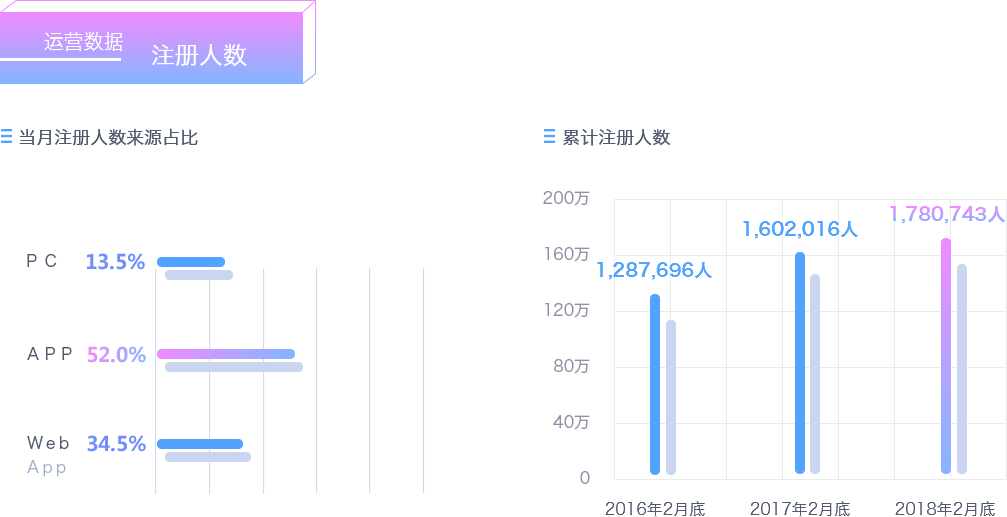 运营数据
注册人数
当月注册人数来源占比
PC 13.5%
APP 52.0%
Web 34.5%
App
累计注册人数
200万
160万
120万
80万
40万
0
1,287,696人
1,602,016人
1,780,743人
2016年2月底
2017年2月底
2018年2月底